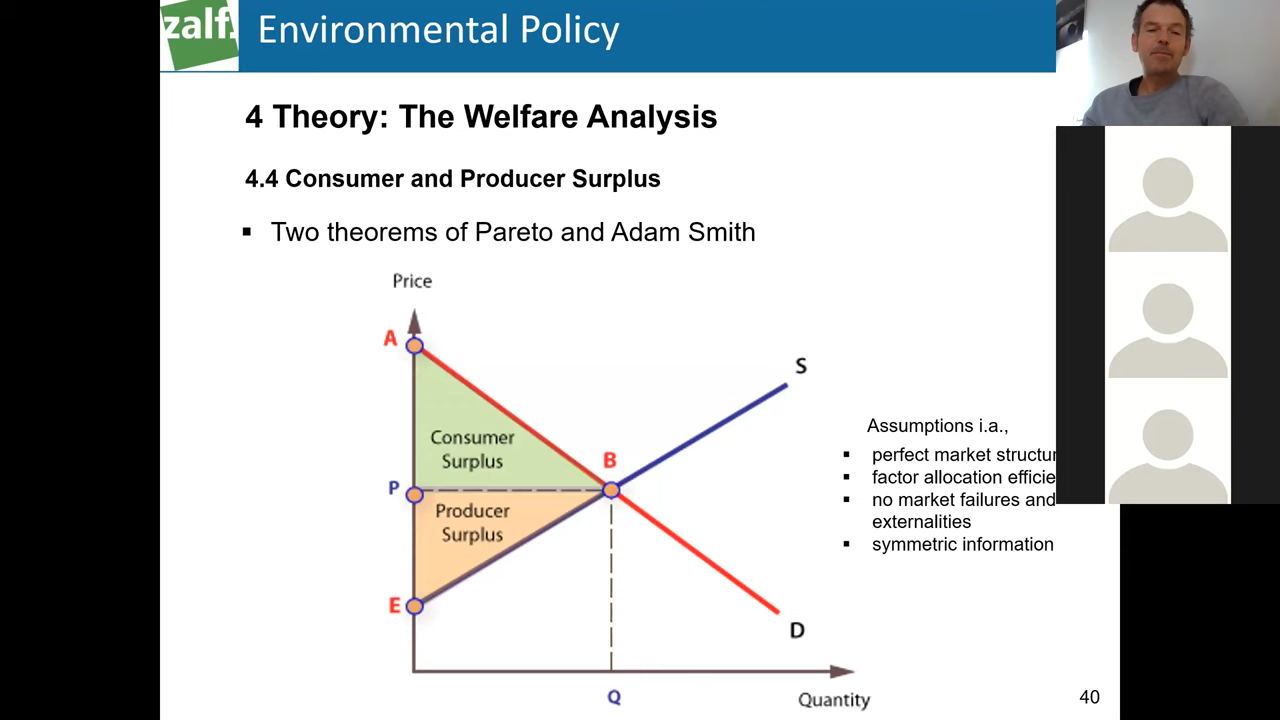 zalf.
Environmental Policy
4 Theory: The Welfare Analysis
4.4 Consumer and Producer Surplus
▪ Two theorems of Pareto and Adam Smith
Price
A
S
Consumer
Surplus
B
P
Producer
Surplus
E
D
Q
Quantity
Assumptions i.a.,
▪ perfect market
▪ factor allocation
▪ no market failures and
externalities
▪ symmetric information
40